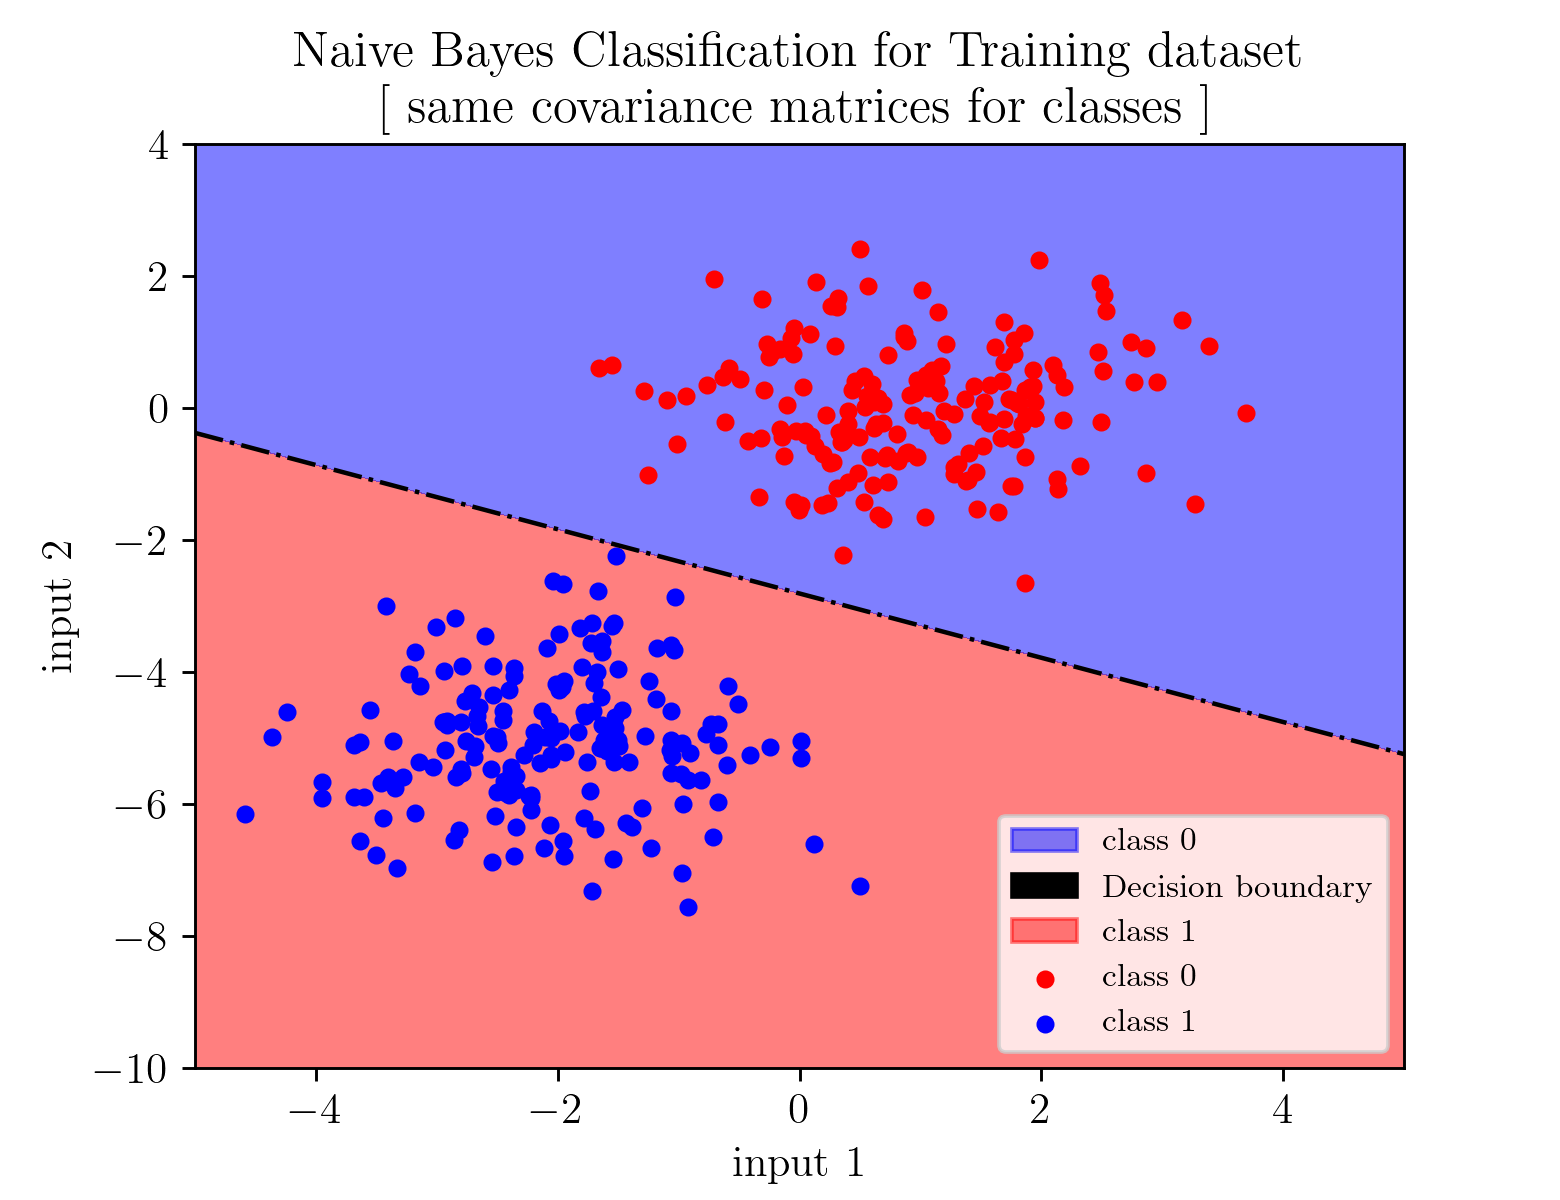 Naive Bayes Classification for Training dataset
[ same covariance matrices for classes ]
4
2
0
−2
−4
−6
−8
−10
input 2
−4
−2
0
2
4
input 1
class 0
Decision boundary
class 1
class 0
class 1